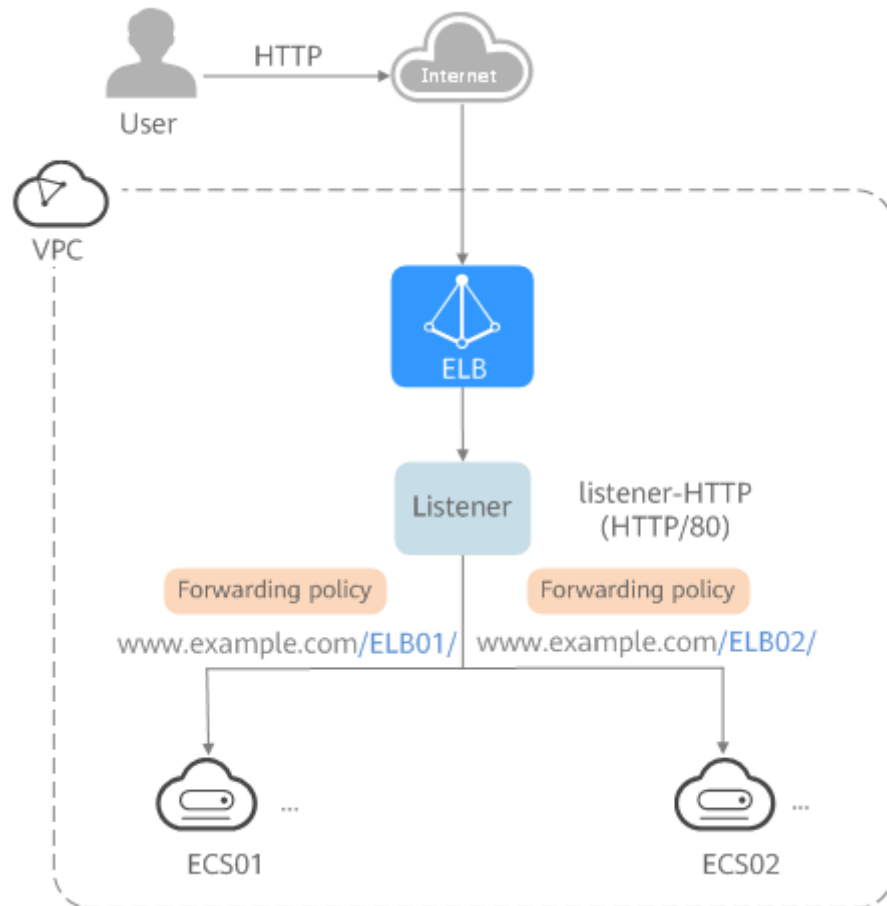 HTTP
Internet
User
VPC
ELB
Listener
listener-HTTP
(HTTP/80)
Forwarding policy
Forwarding policy
www.example.com/ELB01/
www.example.com/ELB02/
...
...
ECS01
ECS02